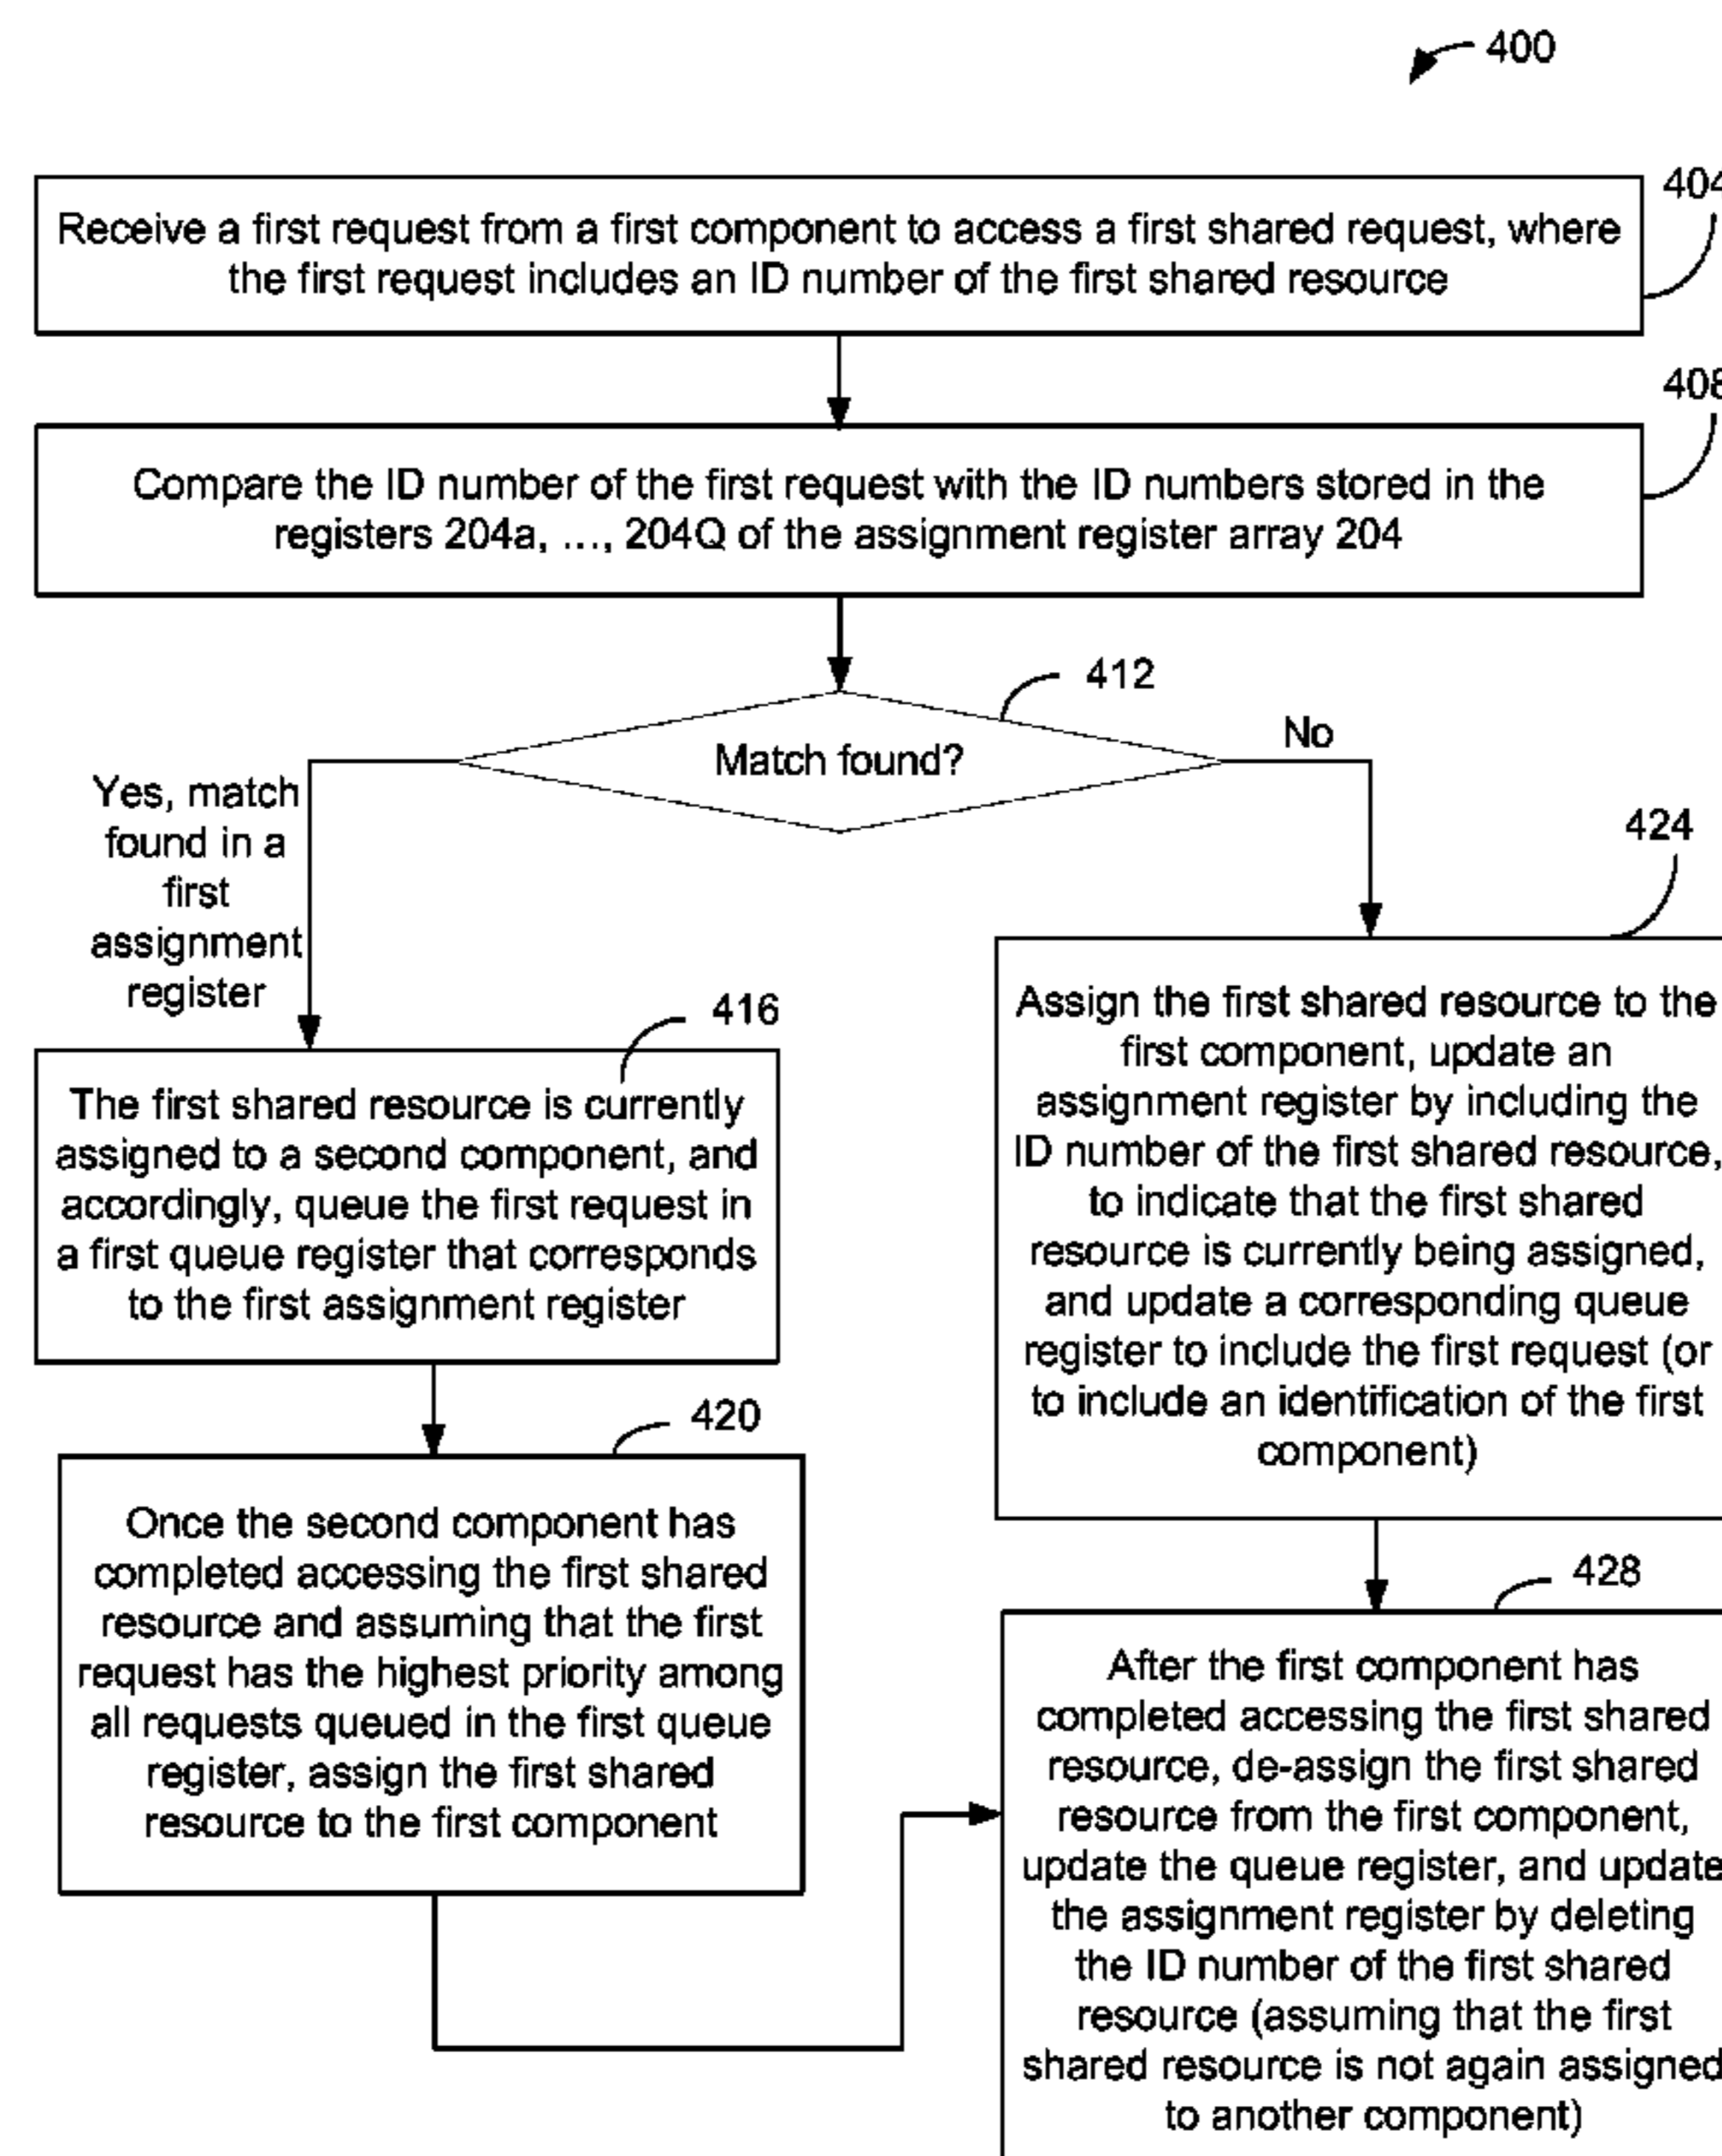 400
404
Receive a first request from a first component to access a first shared request, where
the first request includes an ID number of the first shared resource
408
Compare the ID number of the first request with the ID numbers stored in the
registers 204a, ..., 204Q of the assignment register array 204
412
Match found?
No
Yes, match
found in a
first
assignment
register
416
The first shared resource is currently
assigned to a second component, and
accordingly, queue the first request in
a first queue register that corresponds
to the first assignment register
424
Assign the first shared resource to the
first component, update an
assignment register by including the
ID number of the first shared resource,
to indicate that the first shared
resource is currently being assigned,
and update a corresponding queue
register to include the first request (or
to include an identification of the first
component)
420
Once the second component has
completed accessing the first shared
resource and assuming that the first
request has the highest priority among
all requests queued in the first queue
register, assign the first shared
resource to the first component
428
After the first component has
completed accessing the first shared
resource, de-assign the first shared
resource from the first component,
update the queue register, and update
the assignment register by deleting
the ID number of the first shared
resource (assuming that the first
shared resource is not again assigned
to another component)